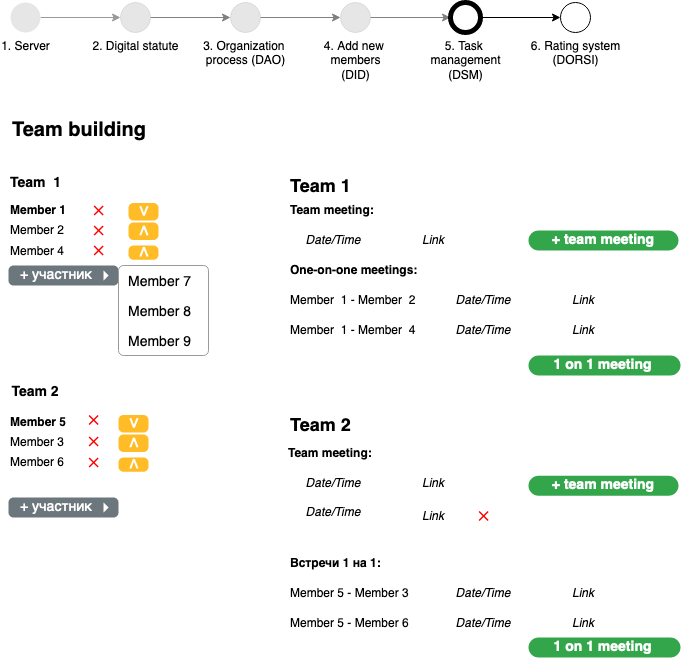 1. Server
2. Digital statute
3. Organization
process (DAO)
4. Add new
members
(DID)
5. Task
management
(DSM)
6. Rating system
(DORSI)
Team building
Team 1
Member 1
Member 2
Member 4
+ участник
Member 7
Member 8
Member 9
Team 2
Member 5
Member 3
Member 6
+ участник
Team 1
Team meeting:
Date/Time Link + team meeting
One-on-one meetings:
Member 1 - Member 2 Date/Time Link
Member 1 - Member 4 Date/Time Link
1 on 1 meeting
Team 2
Team meeting:
Date/Time Link + team meeting
Date/Time Link
Встречи 1 на 1:
Member 5 - Member 3 Date/Time Link
Member 5 - Member 6 Date/Time Link
1 on 1 meeting